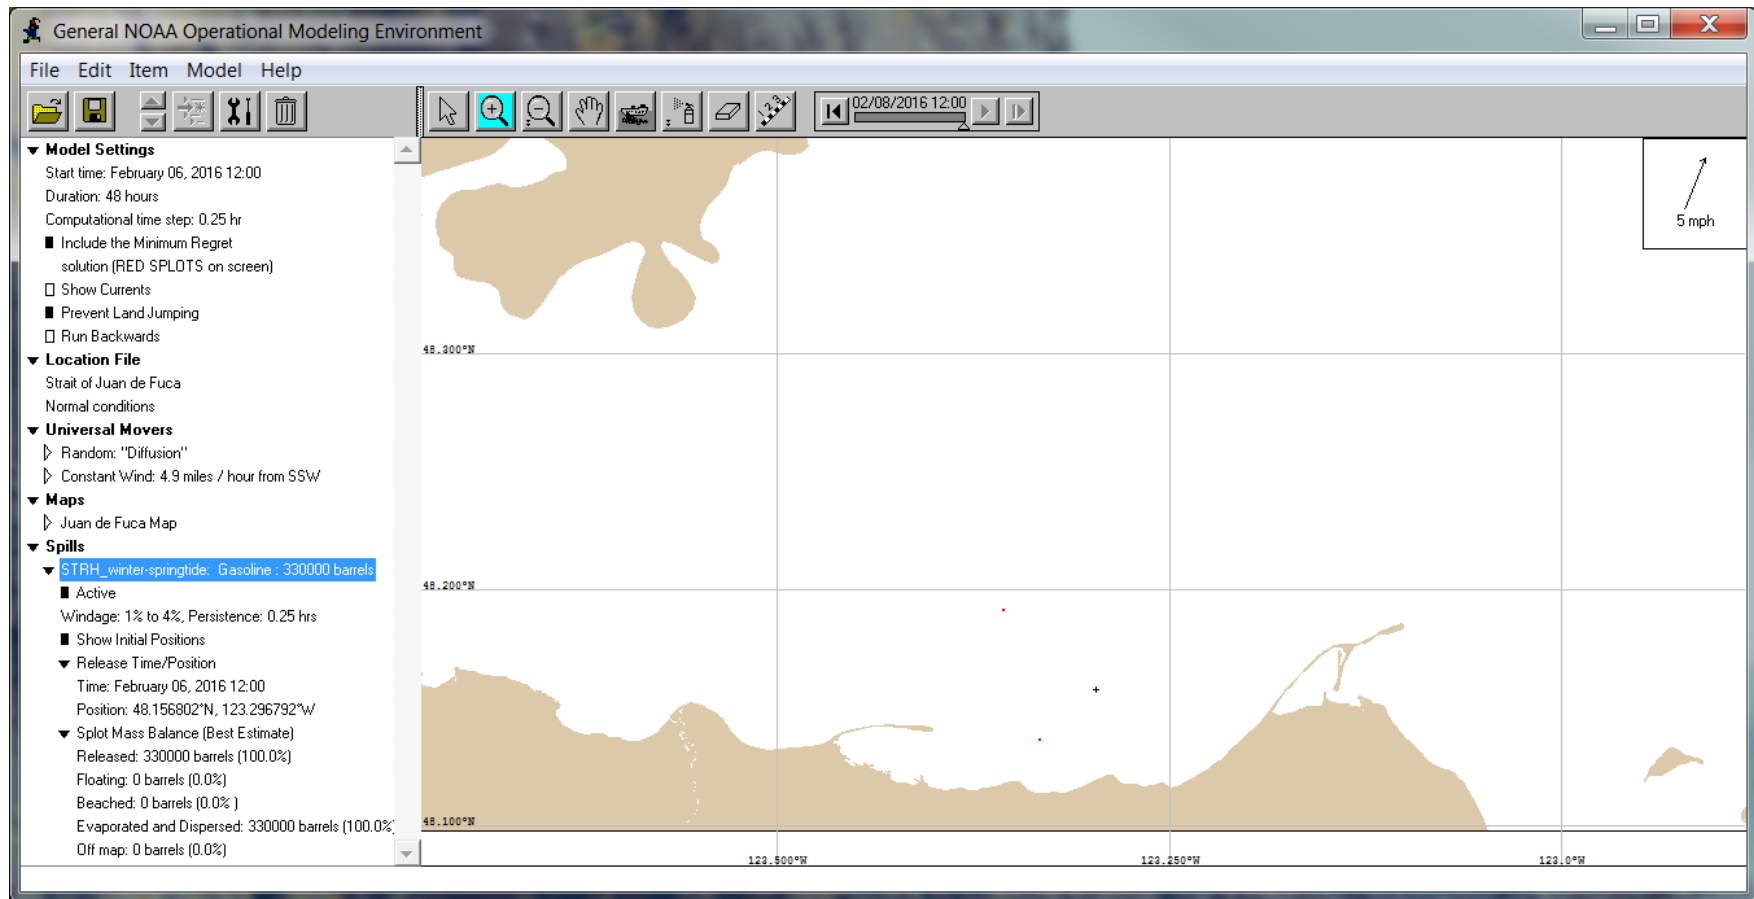 General NOAA Operational Modeling Environment
File Edit Item Model Help
02/08/2016 12:00
Model Settings
Start time: February 06, 2016 12:00
Duration: 48 hours
Computational time step: 0.25 hr
Include the Minimum Regret
solution (RED SPLOTS on screen)
Show Currents
Prevent Land Jumping
Run Backwards
Location File
Strait of Juan de Fuca
Normal conditions
Universal Movers
Random: "Diffusion"
Constant Wind: 4.9 miles / hour from SSW
Maps
Juan de Fuca Map
Spills
STRH_winter-springtide: Gasoline : 330000 barrels
Active
Windage: 1% to 4%, Persistence: 0.25 hrs
Show Initial Positions
Release Time/Position
Time: February 06, 2016 12:00
Position: 48.156802°N, 123.296792°W
Splot Mass Balance (Best Estimate)
Released: 330000 barrels (100.0%)
Floating: 0 barrels (0.0%)
Beached: 0 barrels (0.0% )
Evaporated and Dispersed: 330000 barrels (100.0%)
Off map: 0 barrels (0.0%)
5 mph
48.300°N
48.200°N
48.100°N
123.500°W
123.250°W
123.0°W